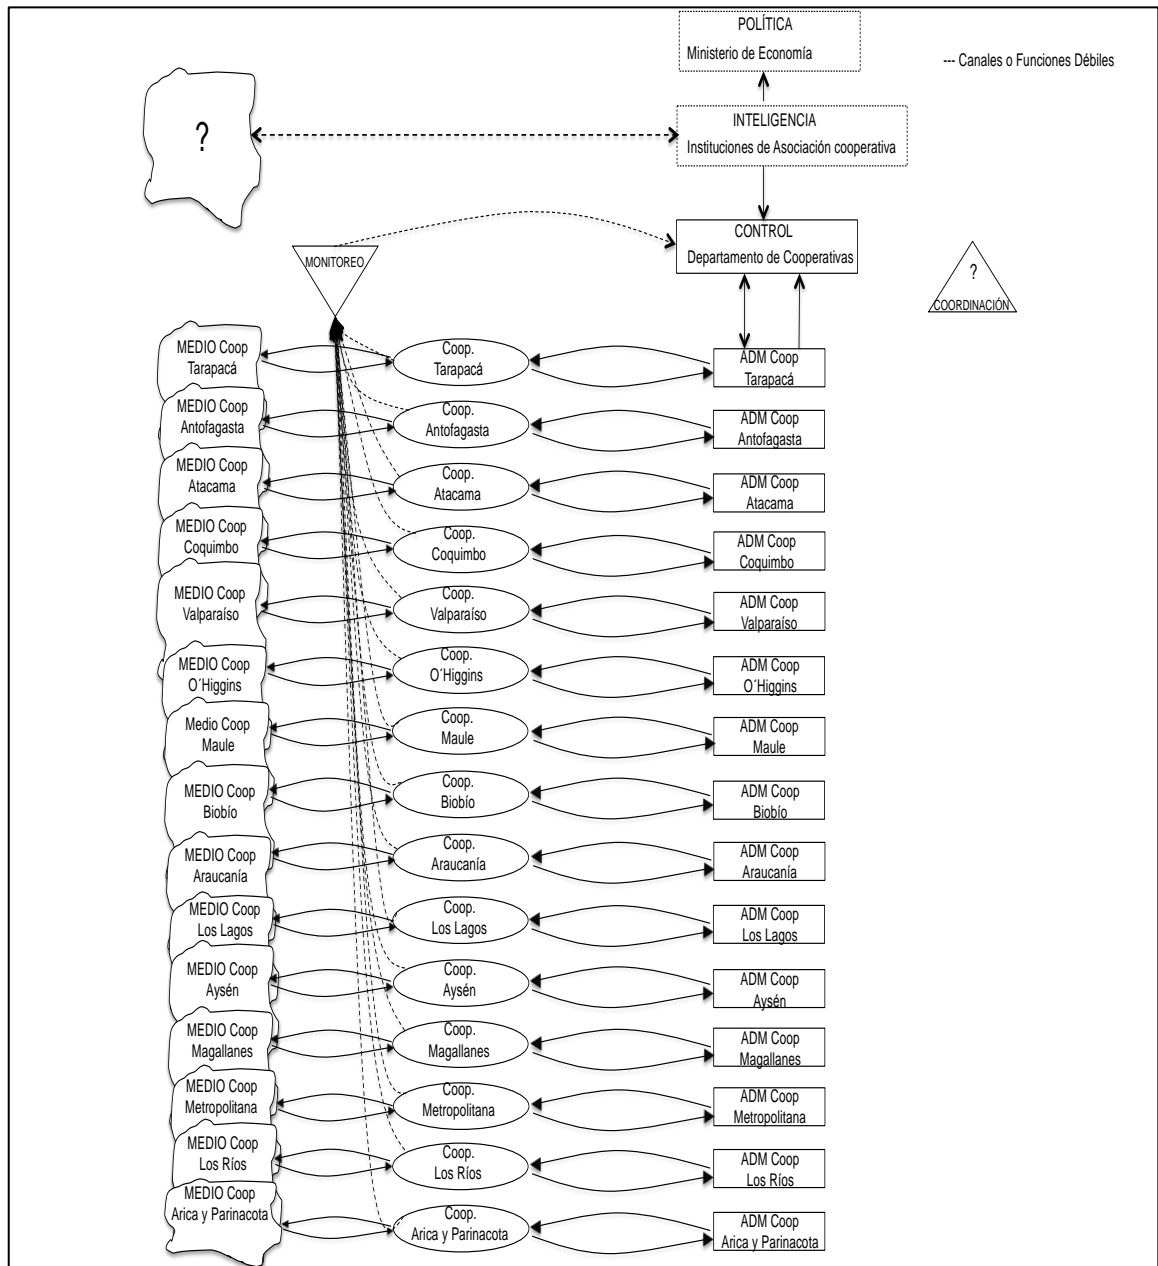 POLÍTICA
Ministerio de Economía
--- Canales o Funciones Débiles
?
INTELIGENCIA
Instituciones de Asociación cooperativa
CONTROL
Departamento de Cooperativas
MONITOREO
?
COORDINACIÓN
MEDIO Coop
Tarapacá
Coop.
Tarapacá
ADM Coop
Tarapacá
MEDIO Coop
Antofagasta
Coop.
Antofagasta
ADM Coop
Antofagasta
MEDIO Coop
Atacama
Coop.
Atacama
ADM Coop
Atacama
MEDIO Coop
Coquimbo
Coop.
Coquimbo
ADM Coop
Coquimbo
MEDIO Coop
Valparaíso
Coop.
Valparaíso
ADM Coop
Valparaíso
MEDIO Coop
O´Higgins
Coop.
O´Higgins
ADM Coop
O´Higgins
Medio Coop
Maule
Coop.
Maule
ADM Coop
Maule
MEDIO Coop
Biobío
Coop.
Biobío
ADM Coop
Biobío
MEDIO Coop
Araucanía
Coop.
Araucanía
ADM Coop
Araucanía
MEDIO Coop
Los Lagos
Coop.
Los Lagos
ADM Coop
Los Lagos
MEDIO Coop
Aysén
Coop.
Aysén
ADM Coop
Aysén
MEDIO Coop
Magallanes
Coop.
Magallanes
ADM Coop
Magallanes
MEDIO Coop
Metropolitana
Coop.
Metropolitana
ADM Coop
Metropolitana
MEDIO Coop
Los Ríos
Coop.
Los Ríos
ADM Coop
Los Ríos
MEDIO Coop
Arica y Parinacota
Coop.
Arica y Parinacota
ADM Coop
Arica y Parinacota